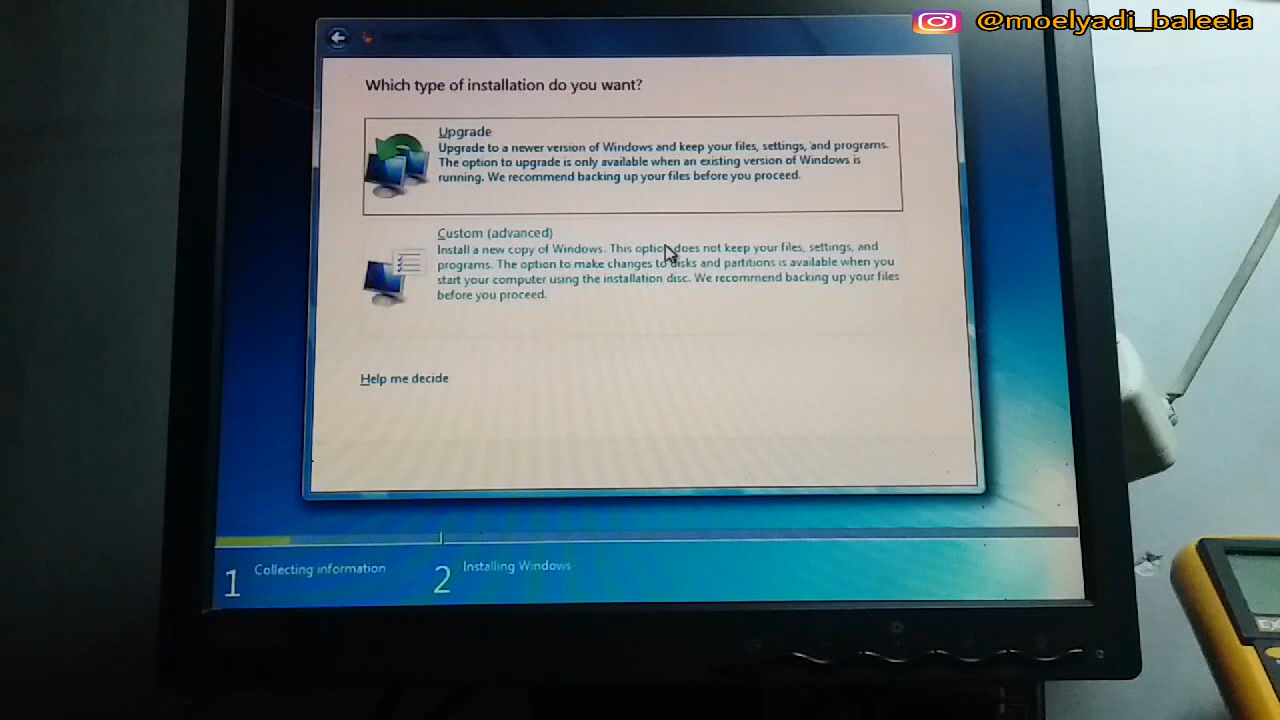 @moelyadi_baleela
Which type of installation do you want?
Upgrade
Upgrade to a newer version of Windows and keep your files, settings, and programs.
The option to upgrade is only available when an existing version of Windows is
running. We recommend backing up your files before you proceed.
Custom (advanced)
Install a new copy of Windows. This option does not keep your files, settings, and
programs. The option to make changes to disks and partitions is available when you
start your computer using the installation disc. We recommend backing up your files
before you proceed.
Help me decide
1 Collecting information
2 Installing Windows